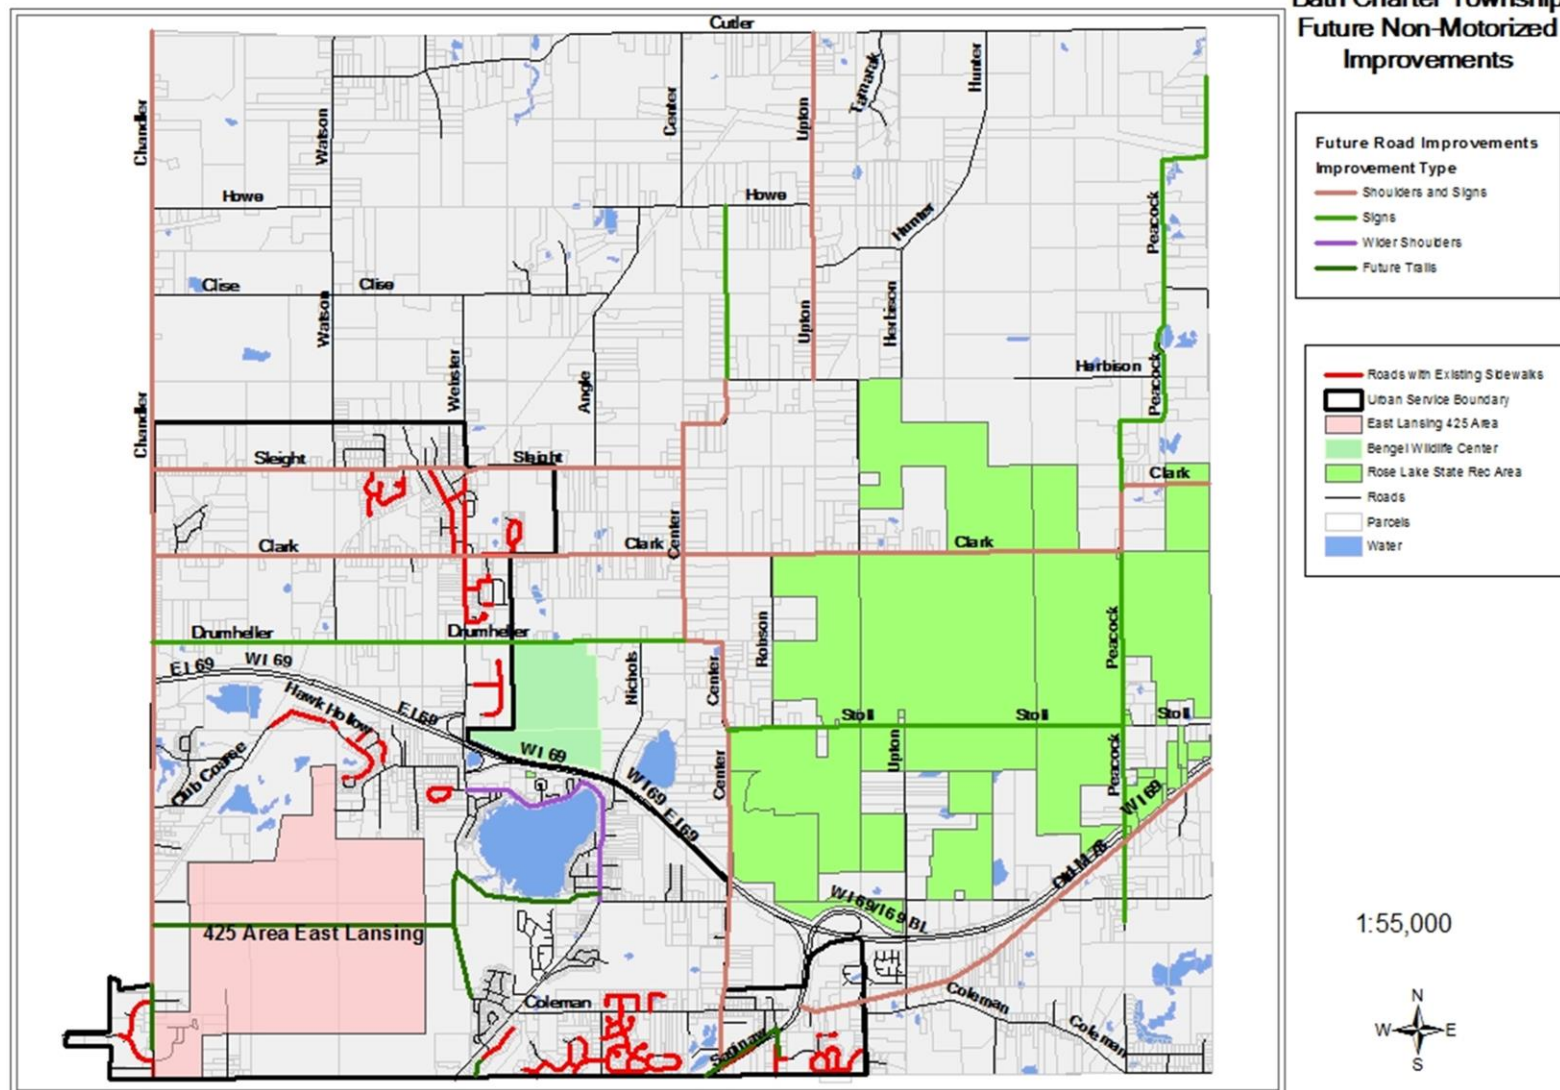 Bath Charter Township
Future Non-Motorized
Improvements
Future Road Improvements
Improvement Type
Shoulders and Signs
Signs
Wider Shoulders
Future Trails
Roads with Existing Sidewalks
Urban Service Boundary
East Lansing 425 Area
Bengel Wildlife Center
Rose Lake State Rec Area
Roads
Parcels
Water
1:55,000
N
W E
S
Cutler
Chandler
Watson
Center
Upton
Tamarak
Hunter
Howe
Howe
Peacock
Hunter
Clise
Clise
Watson
Upton
Herbison
Webster
Angle
Herbison
Peacock
Chandler
Sleight
Sleight
Clark
Clark
Clark
Center
Clark
Drumheller
Drumheller
Robson
Peacock
E I 69
W I 69
Hawk Hollow
E I 69
Nichols
Center
Stoll
Stoll
Stoll
Club Course
W I 69
W I 69
E I 69
Center
Upton
Peacock
W I 69
Old M 78
W I 69/I 69 BL
425 Area East Lansing
Coleman
Coleman
Coleman
Saginaw